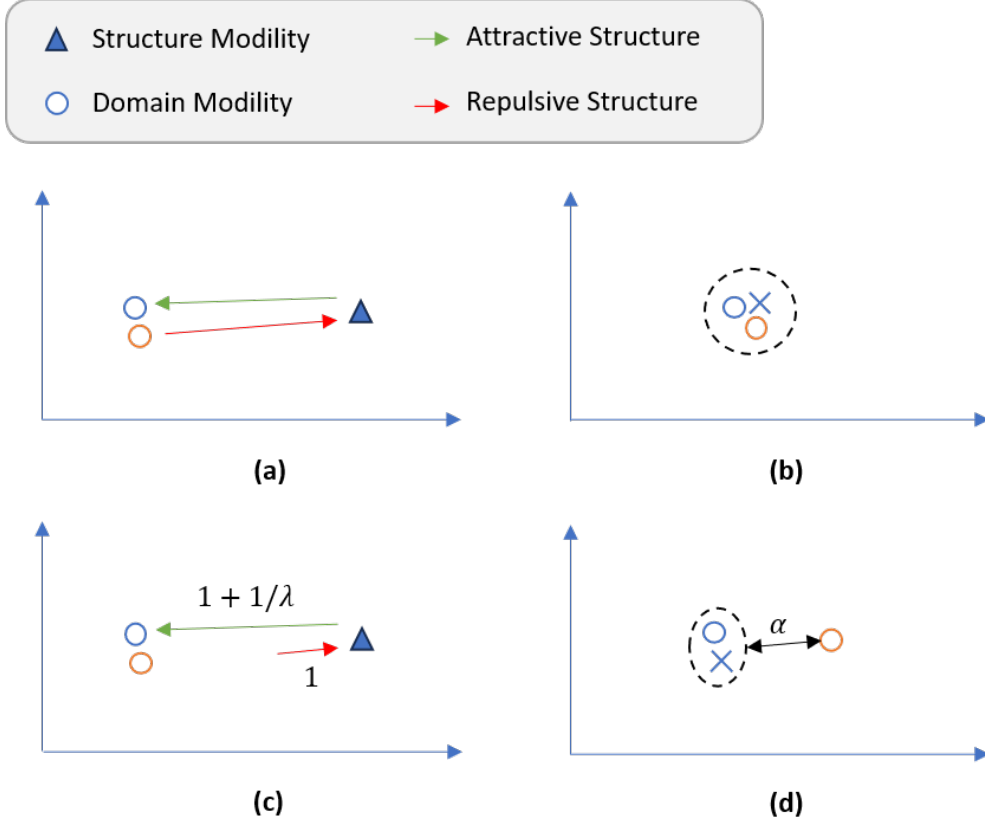 Structure Modility
Attractive Structure
Domain Modility
Repulsive Structure
(a)
(b)
1 + 1/λ
1
α
(c)
(d)